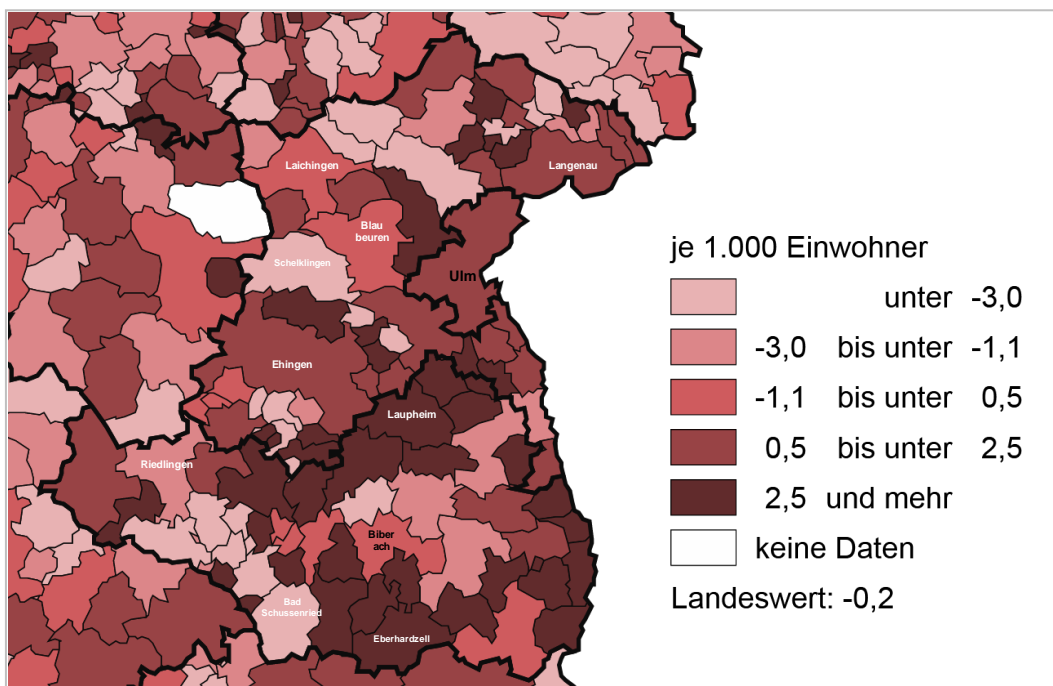 Laichingen
Langenau
Blau
beuren
Schelklingen
Ulm
Ehingen
Laupheim
Riedlingen
Biber
ach
Bad
Schussenried
Eberhardzell
je 1.000 Einwohner
unter -3,0
-3,0 bis unter -1,1
-1,1 bis unter 0,5
0,5 bis unter 2,5
2,5 und mehr
keine Daten
Landeswert: -0,2